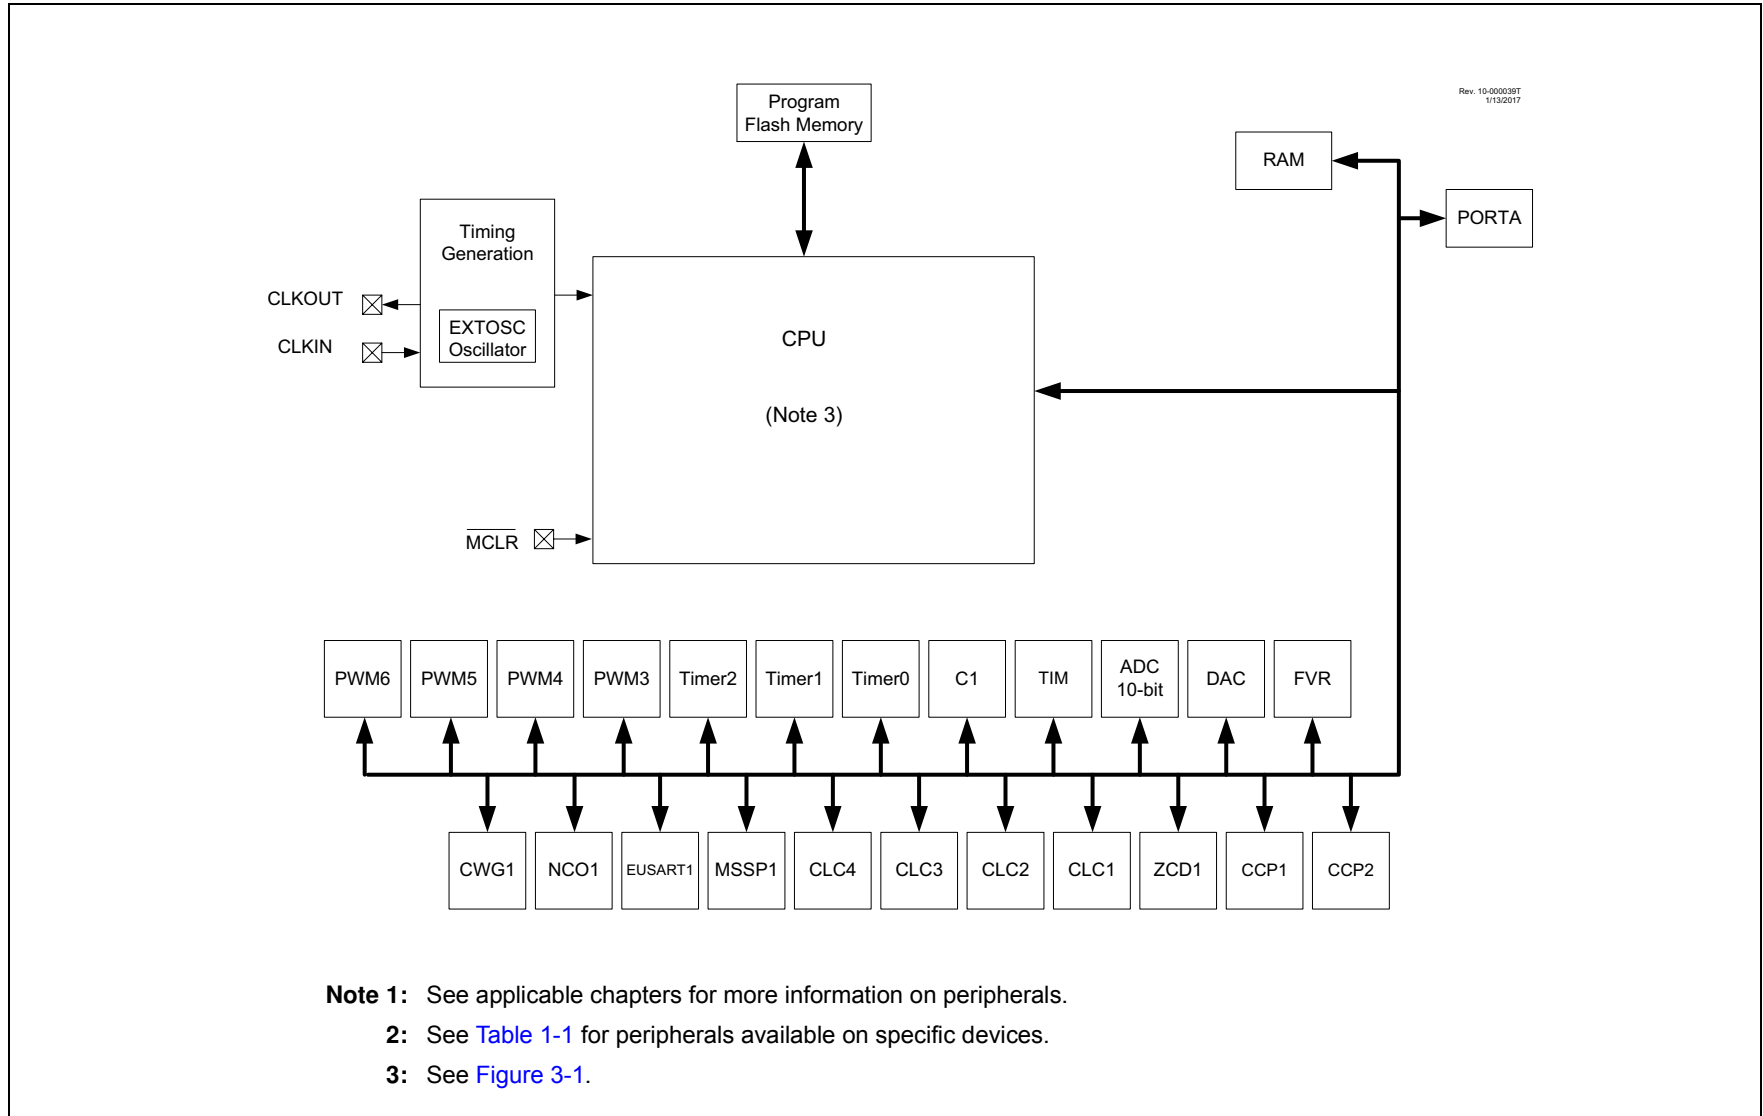 Rev. 10-000039T
1/13/2017
Program
Flash Memory
RAM
PORTA
Timing
Generation
EXTOSC
Oscillator
CLKOUT
CLKIN
CPU
(Note 3)
MCLR
PWM6
PWM5
PWM4
PWM3
Timer2
Timer1
Timer0
C1
TIM
ADC
10-bit
DAC
FVR
CWG1
NCO1
EUSART1
MSSP1
CLC4
CLC3
CLC2
CLC1
ZCD1
CCP1
CCP2
Note 1: See applicable chapters for more information on peripherals.
2: See Table 1-1 for peripherals available on specific devices.
3: See Figure 3-1.